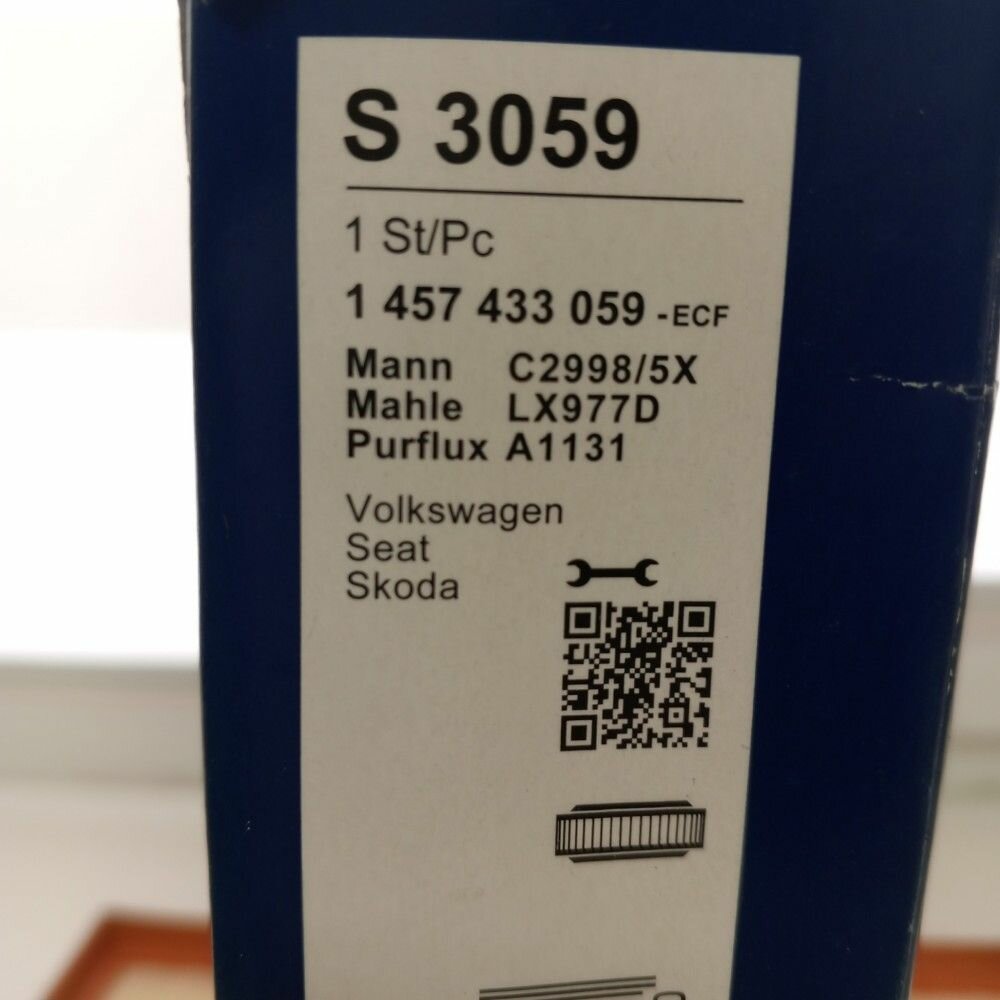 S 3059
1 St/Pc
1 457 433 059 -ECF
Mann C2998/5X
Mahle LX977D
Purflux A1131
Volkswagen
Seat
Skoda